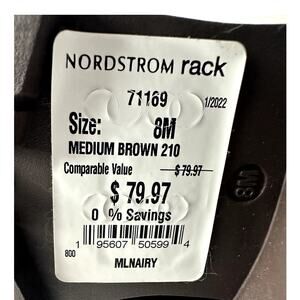 NORDSTROM rack
71169 1/2022
Size: 8M
MEDIUM BROWN 210
Comparable Value $ 79.97
$ 79.97
0 % Savings
1 95607 50599 4
800
MLNAIRY
8M